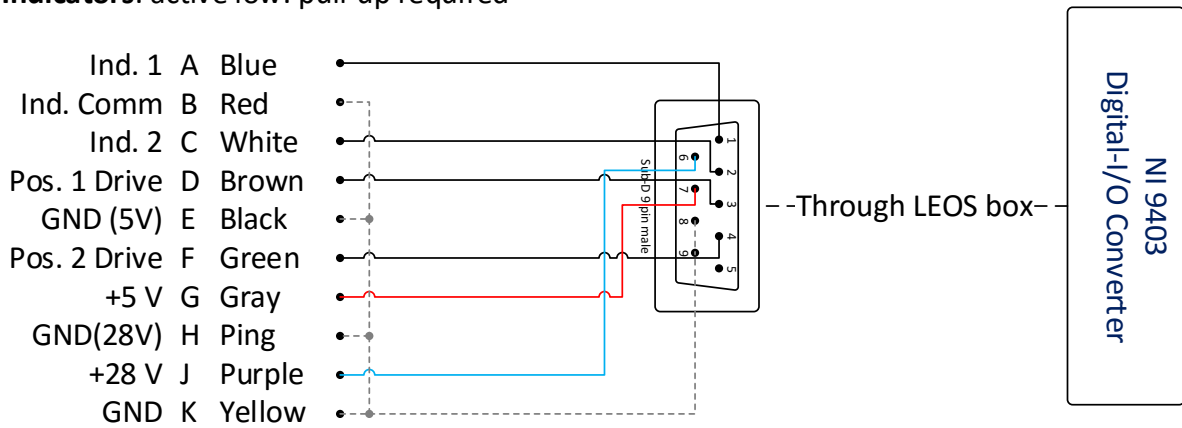 Indicators: active low! pull-up required
Ind. 1 A Blue
Ind. Comm B Red
Ind. 2 C White
Pos. 1 Drive D Brown
GND (5V) E Black
Pos. 2 Drive F Green
+5 V G Gray
GND(28V) H Ping
+28 V J Purple
GND K Yellow
Sub-D 9 pin male
1
2
3
4
5
6
7
8
9
Through LEOS box
NI 9403
Digital-I/O Converter